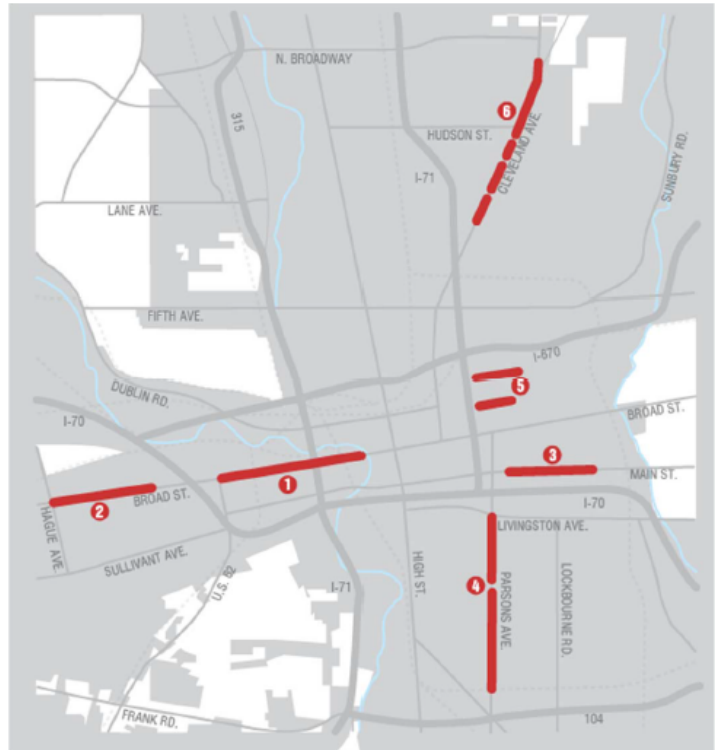 N. BROADWAY
315
6
HUDSON ST.
CLEVELAND AVE.
SUNBURY RD.
I-71
LANE AVE.
FIFTH AVE.
I-670
DUBLIN RD.
5
I-70
BROAD ST.
3
MAIN ST.
1
BROAD ST.
2
I-70
HAGUE AVE.
LIVINGSTON AVE.
SULLIVANT AVE.
U.S. 62
I-71
HIGH ST.
4
PARSONS AVE.
LOCKBOURNE RD.
FRANK RD.
104